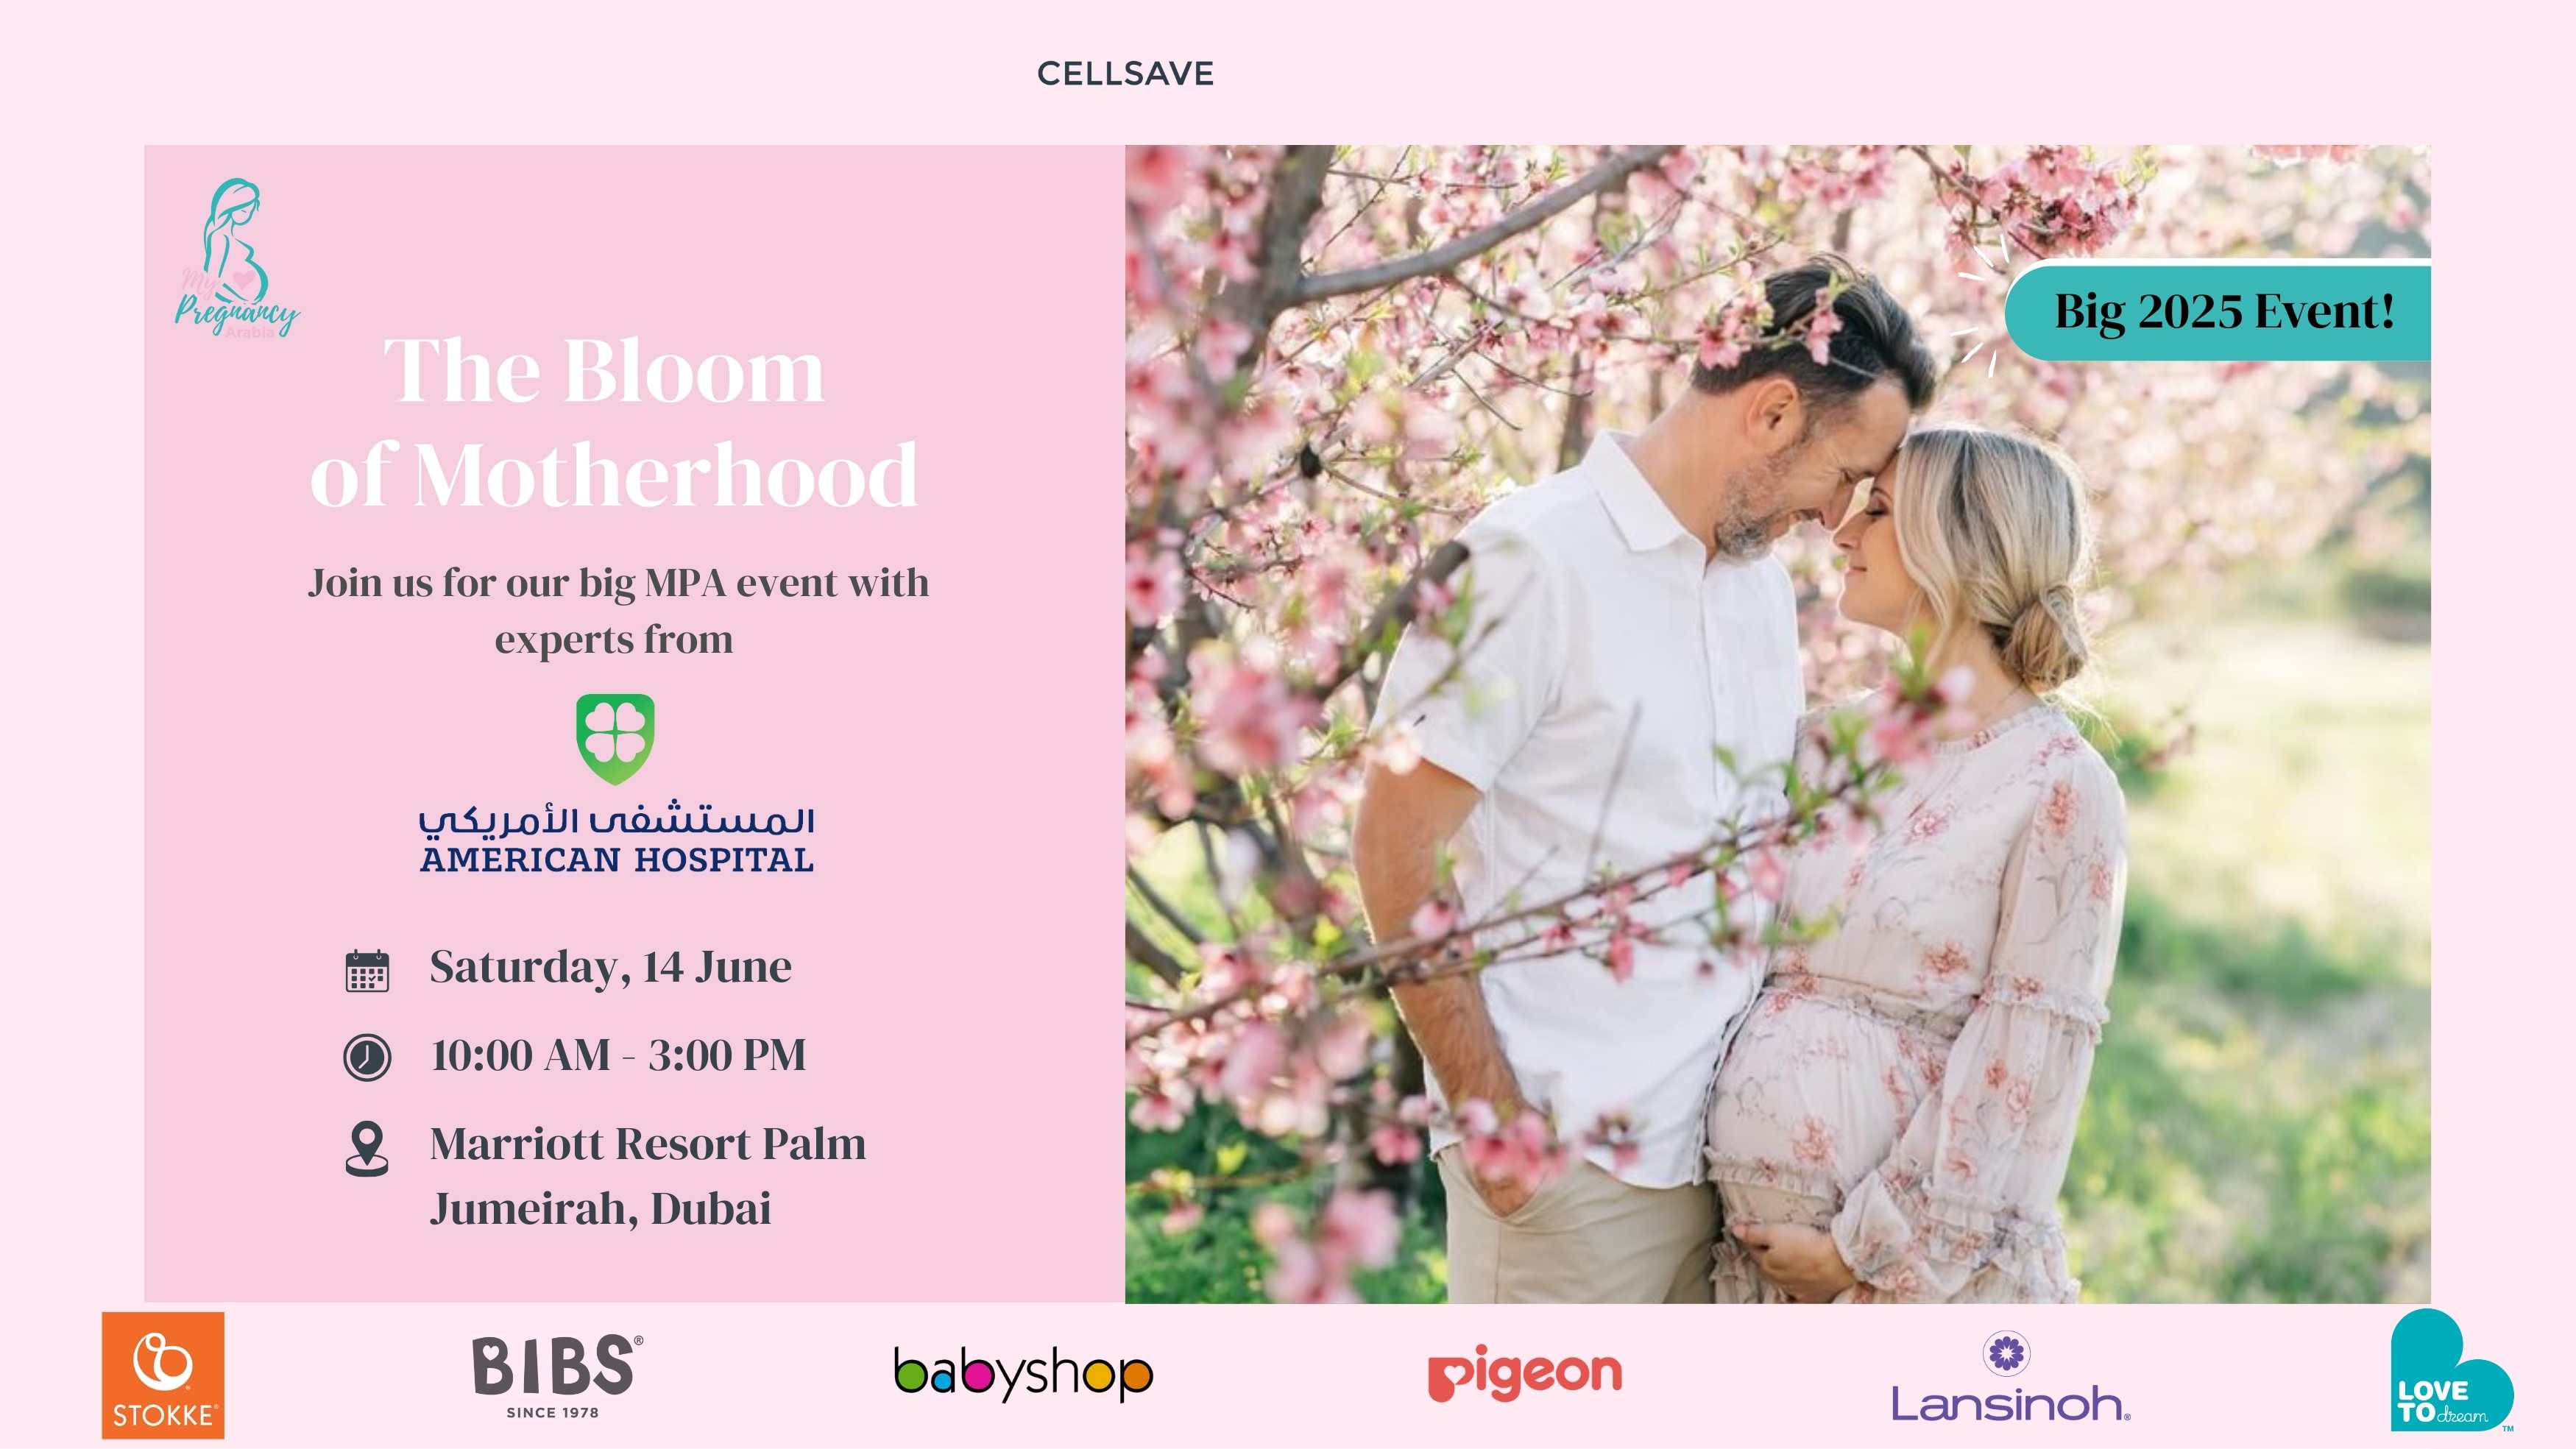 CELLSAVE
My
Pregnancy
Arabia
The Bloom
of Motherhood
Join us for our big MPA event with
experts from
المستشفى الأمريكي
AMERICAN HOSPITAL
Saturday, 14 June
10:00 AM - 3:00 PM
Marriott Resort Palm
Jumeirah, Dubai
Big 2025 Event!
STOKKE®
BIBS®
SINCE 1978
babyshop
pigeon
Lansinoh®
LOVE
TO dream
TM